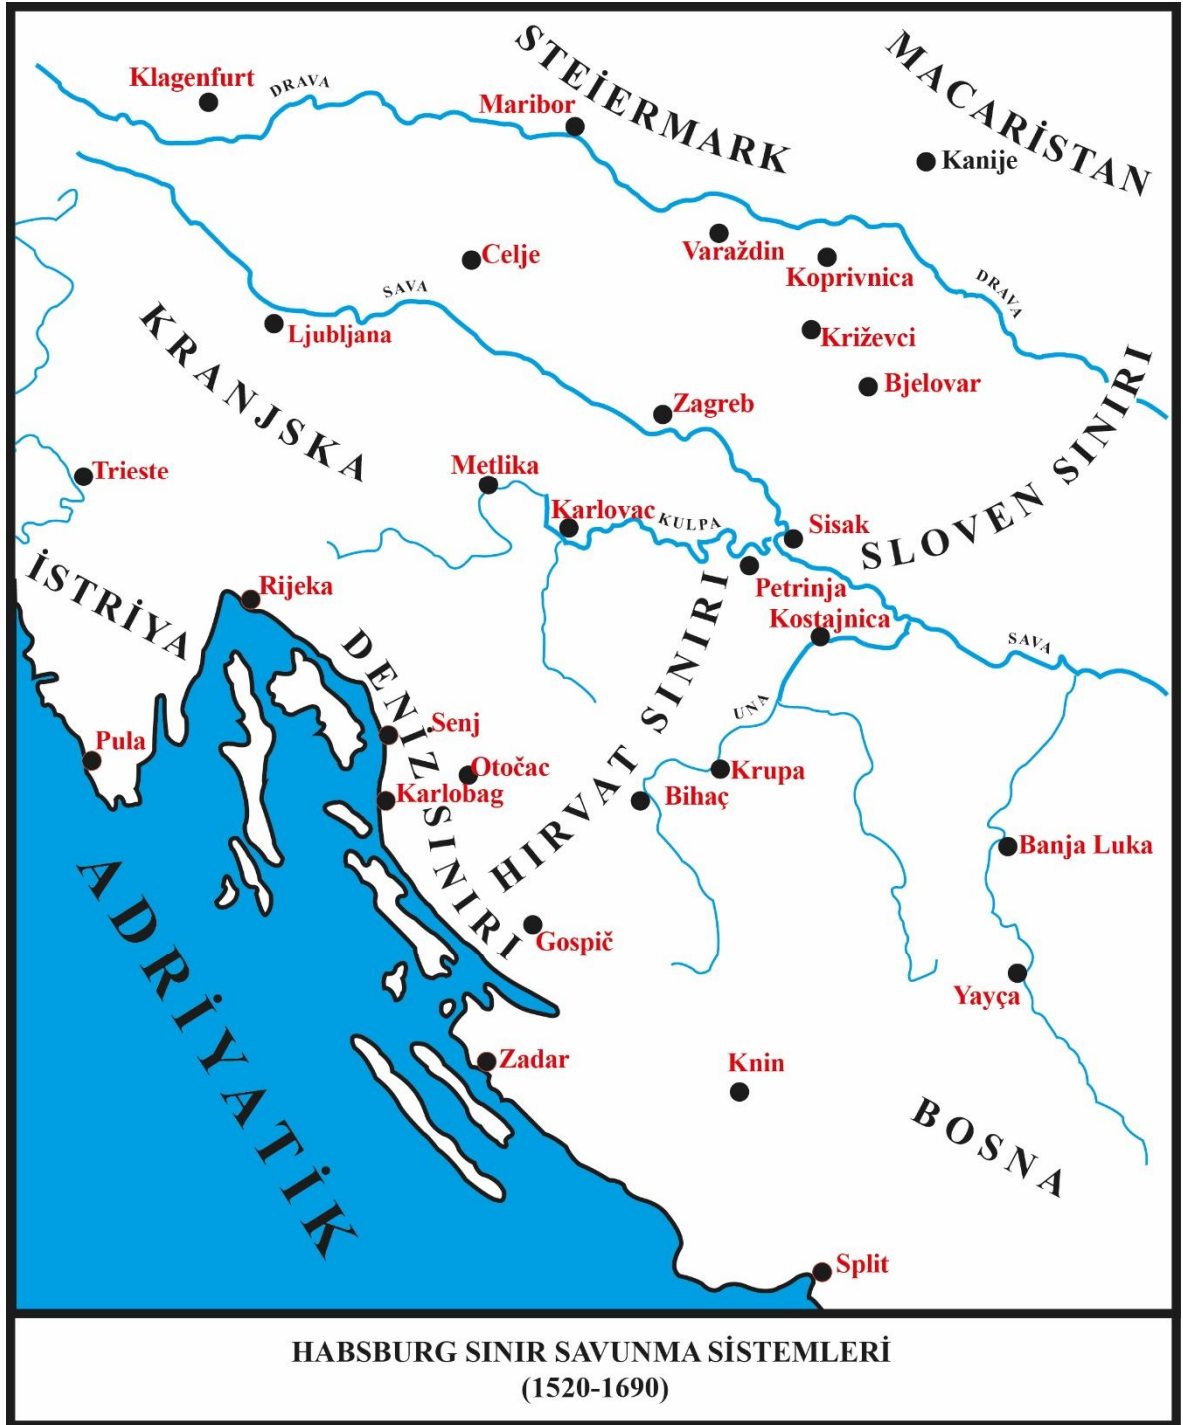 STEİERMARK
MACARİSTAN
Klagenfurt
DRAVA
Maribor
Kanije
Varaždin
Koprivnica
DRAVA
Celje
SAVA
Ljubljana
Križevci
Bjelovar
KRANJSKA
Zagreb
Trieste
Metlika
Karlovac
KULPA
Sisak
SLOVEN SINIRI
İSTRİYA
Rijeka
Petrinja
Kostajnica
SAVA
DENİZ SINIRI
HIRVAT SINIRI
UNA
Pula
Senj
Otočac
Karlobag
Krupa
Bihaç
Banja Luka
ADRİYATİK
Gospič
Yayça
Zadar
Knin
BOSNA
Split
HABSBURG SINIR SAVUNMA SİSTEMLERİ
(1520-1690)